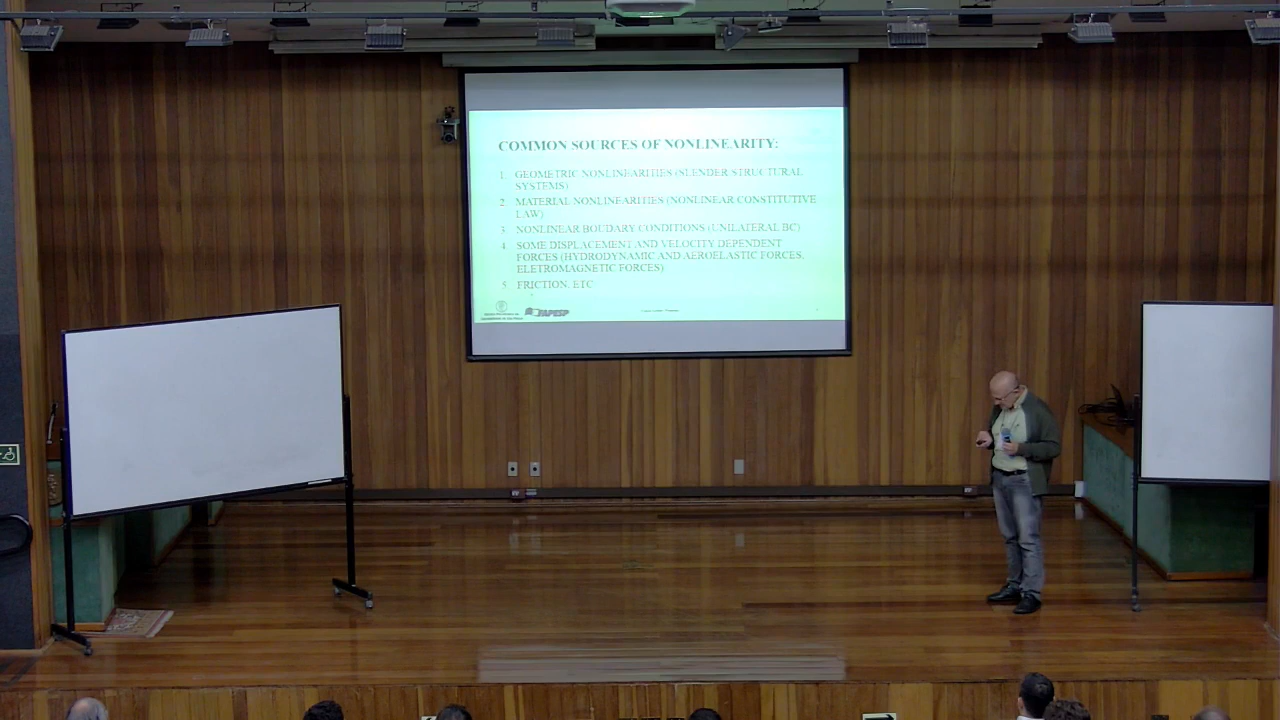 COMMON SOURCES OF NONLINEARITY:
1. GEOMETRIC NONLINEARITIES (SLENDER STRUCTURAL
SYSTEMS)
2. MATERIAL NONLINEARITIES (NONLINEAR CONSTITUTIVE
LAW)
3. NONLINEAR BOUDARY CONDITIONS (UNILATERAL BC)
4. SOME DISPLACEMENT AND VELOCITY DEPENDENT
FORCES (HYDRODYNAMIC AND AEROELASTIC FORCES,
ELETROMAGNETIC FORCES)
5. FRICTION, ETC
FAPESP